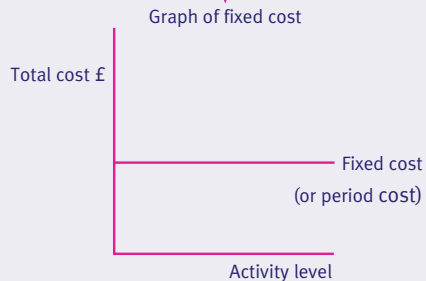 Graph of fixed cost
Total cost £
Fixed cost
(or period cost)
Activity level